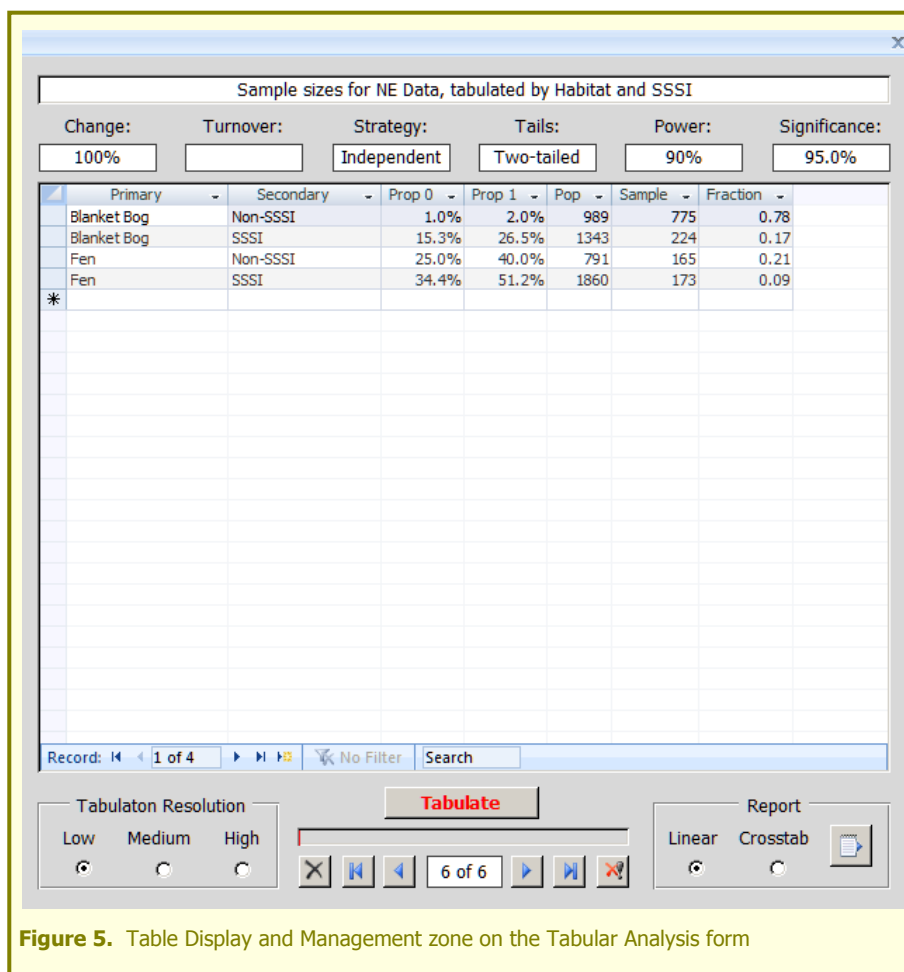 x
Sample sizes for NE Data, tabulated by Habitat and SSSI
Change: Turnover: Strategy: Tails: Power: Significance:
100% Independent Two-tailed 90% 95.0%
Primary Secondary Prop 0 Prop 1 Pop Sample Fraction
Blanket Bog Non-SSSI 1.0% 2.0% 989 775 0.78
Blanket Bog SSSI 15.3% 26.5% 1343 224 0.17
Fen Non-SSSI 25.0% 40.0% 791 165 0.21
Fen SSSI 34.4% 51.2% 1860 173 0.09
Record: 1 of 4 No Filter Search
Tabulaton Resolution Tabulate Report
Low Medium High Linear Crosstab
6 of 6
Figure 5. Table Display and Management zone on the Tabular Analysis form